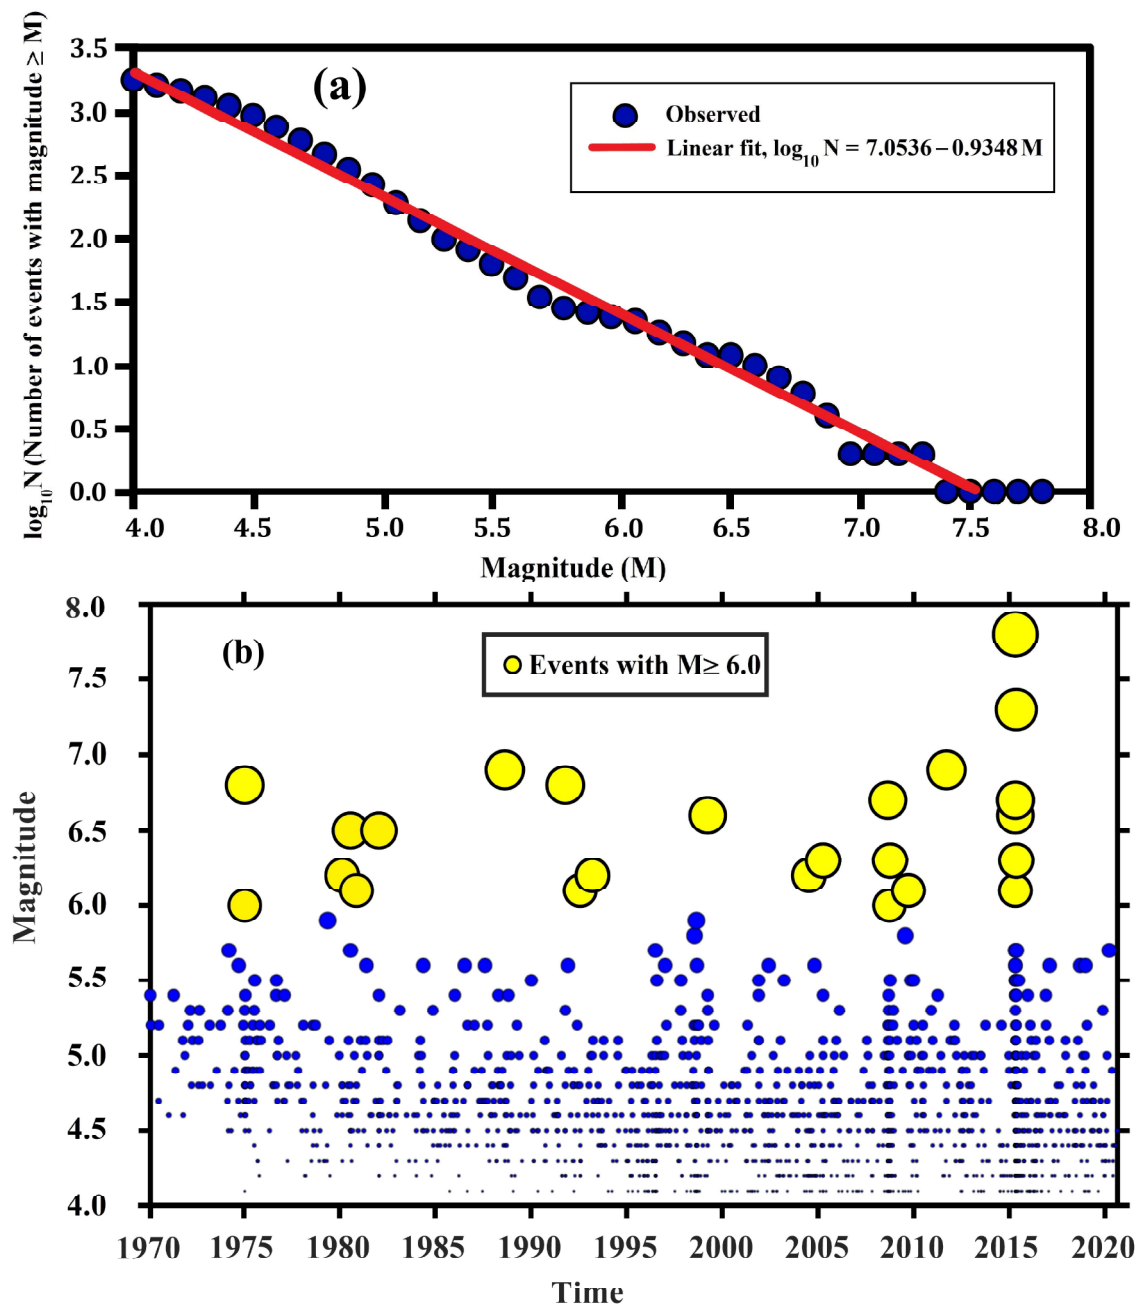 (a)
log10N (Number of events with magnitude ≥ M)
3.5
3.0
2.5
2.0
1.5
1.0
0.5
0.0
Observed
Linear fit, log10 N = 7.0536 – 0.9348 M
4.0 4.5 5.0 5.5 6.0 6.5 7.0 7.5 8.0
Magnitude (M)
(b)
Magnitude
8.0
7.5
7.0
6.5
6.0
5.5
5.0
4.5
4.0
Events with M≥ 6.0
1970 1975 1980 1985 1990 1995 2000 2005 2010 2015 2020
Time